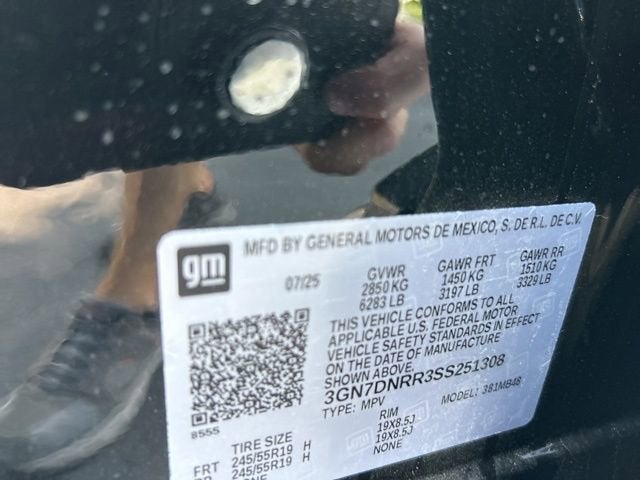 gm
MFD BY GENERAL MOTORS DE MEXICO, S. DE R.L. DE C.V.
07/25 GVWR GAWR FRT GAWR RR
2850 KG 1450 KG 1510 KG
6283 LB 3197 LB 3329 LB
THIS VEHICLE CONFORMS TO ALL
APPLICABLE U.S. FEDERAL MOTOR
VEHICLE SAFETY STANDARDS IN EFFECT
ON THE DATE OF MANUFACTURE
SHOWN ABOVE.
3GN7DNRR3SS251308
TYPE: MPV MODEL: 381MB48
8555
TIRE SIZE RIM
FRT 245/55R19 H 19X8.5J
RR 245/55R19 H 19X8.5J
NONE NONE